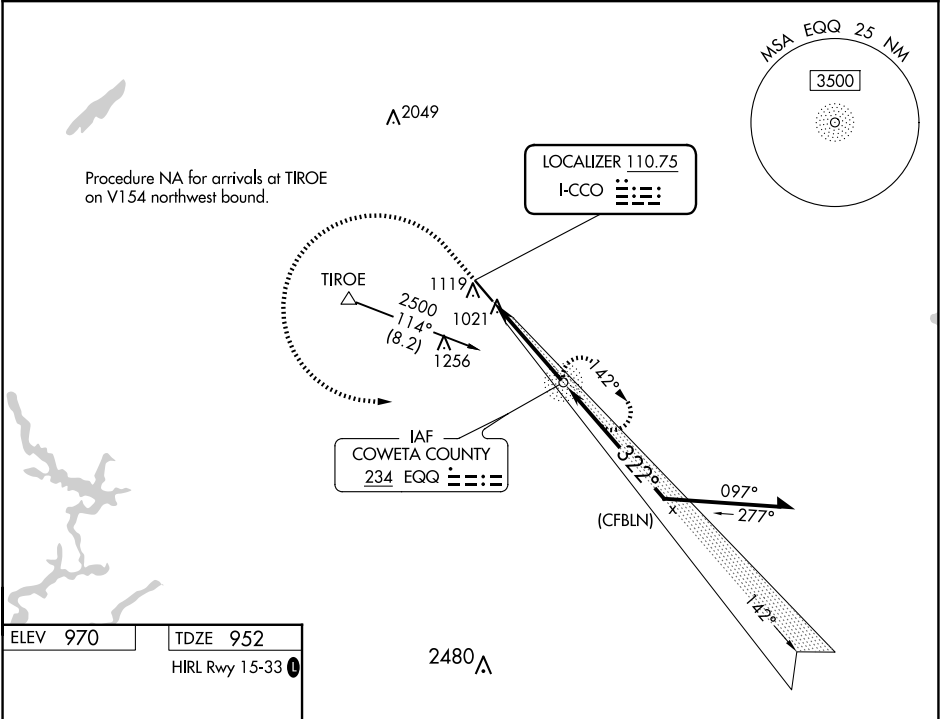 MSA EQQ 25 NM
3500
2049
Procedure NA for arrivals at TIROE
on V154 northwest bound.
LOCALIZER 110.75
I-CCO
TIROE
2500
114°
(8.2)
1119
1021
1256
142°
IAF
COWETA COUNTY
234 EQQ
322°
097°
277°
(CFBLN)
x
142°
ELEV 970
TDZE 952
HIRL Rwy 15-33 L
2480